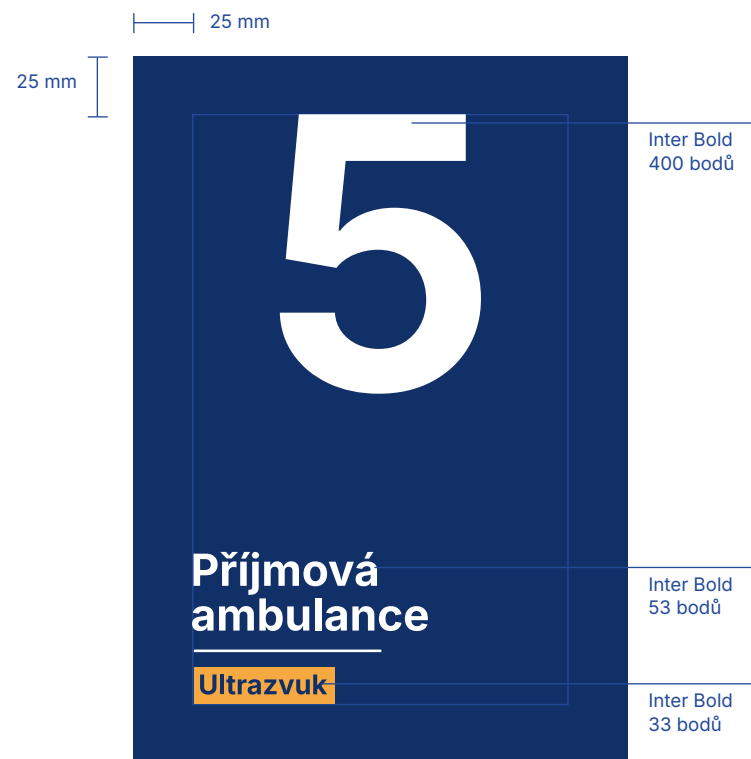 25 mm
25 mm
5
Inter Bold
400 bodů
Příjmová
ambulance
Inter Bold
53 bodů
Ultrazvuk
Inter Bold
33 bodů